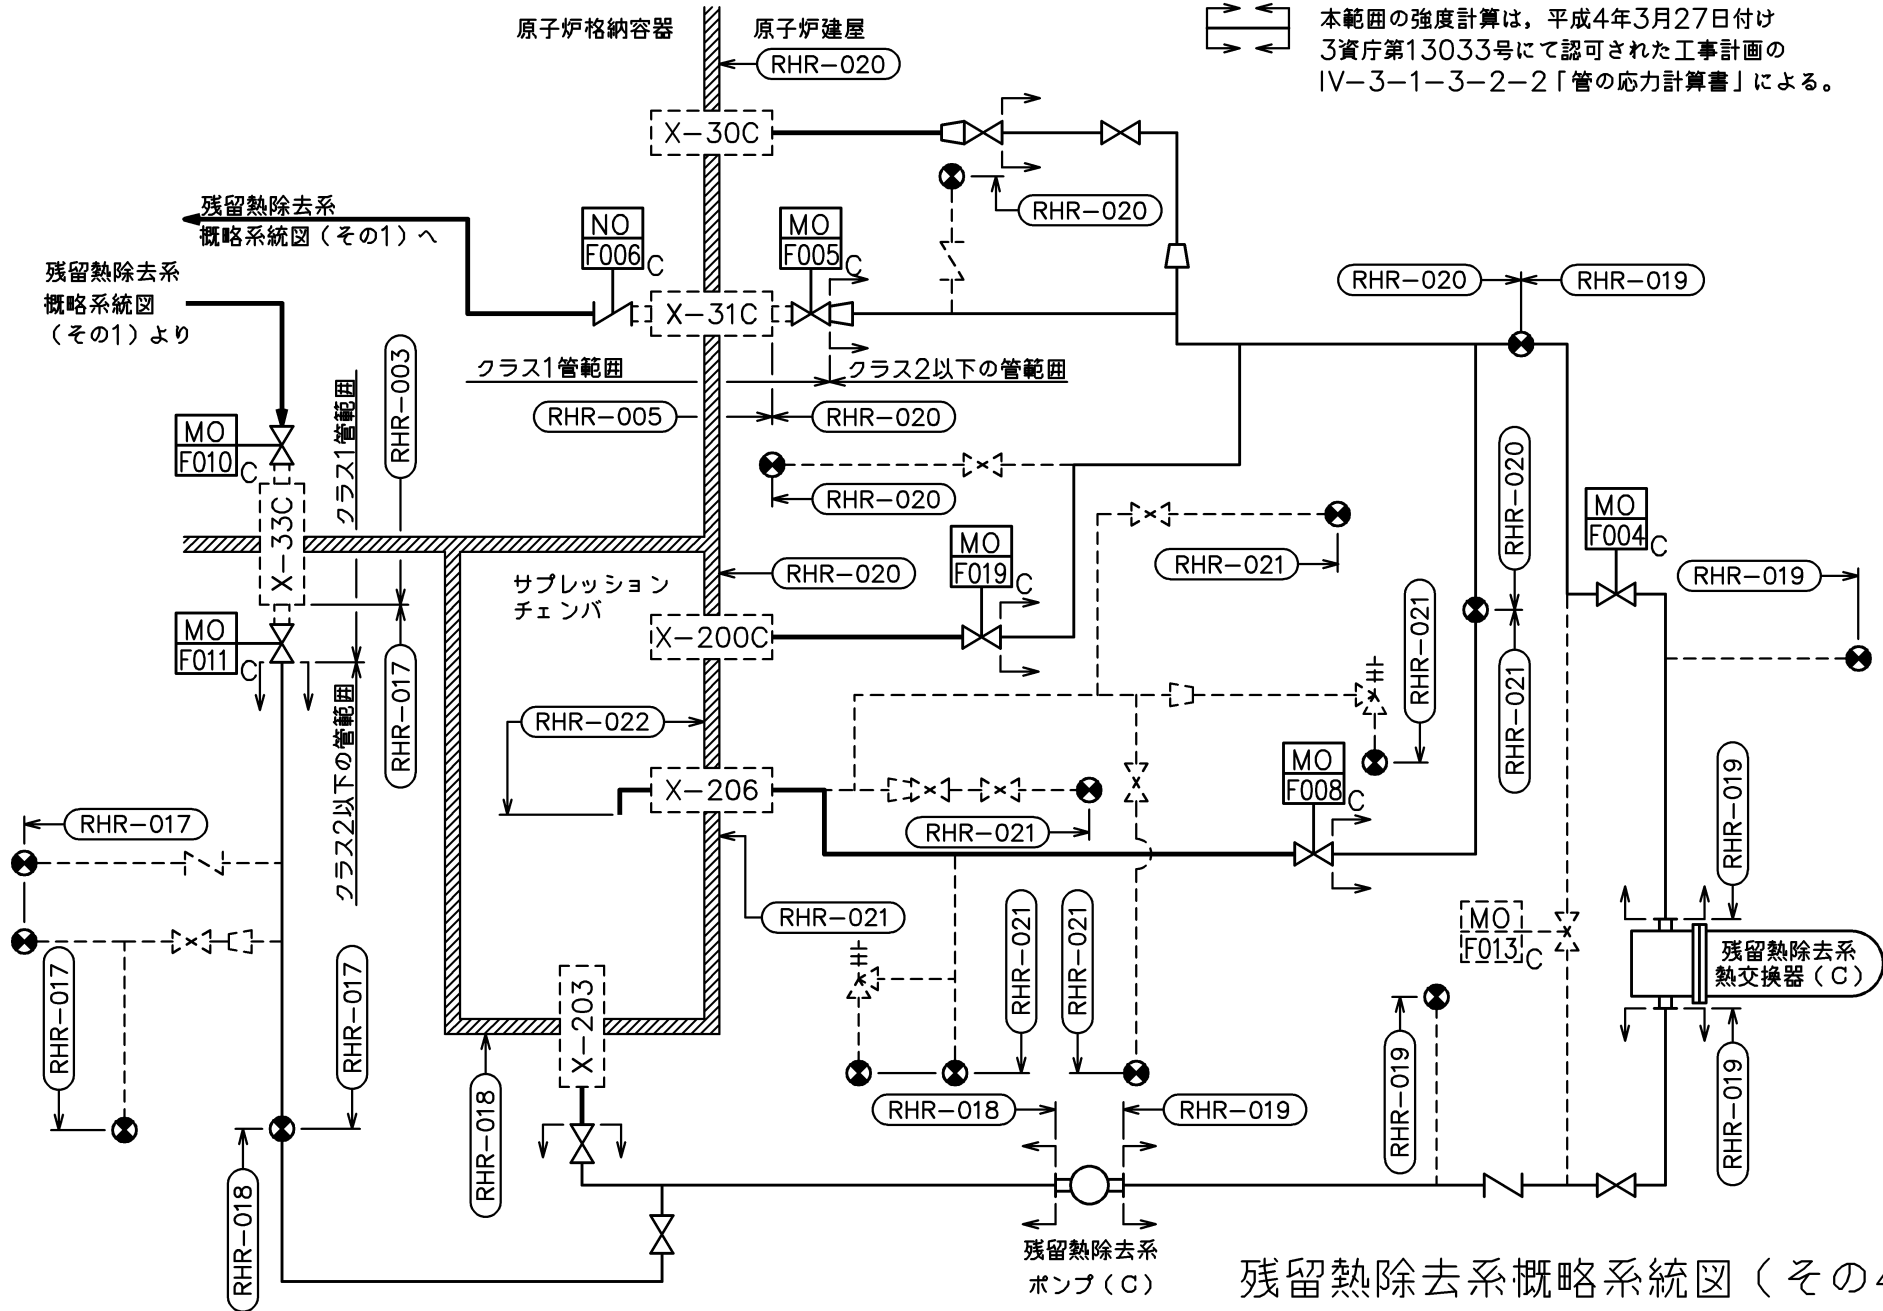 原子炉格納容器
原子炉建屋
本範囲の強度計算は，平成4年3月27日付け
3資庁第13033号にて認可された工事計画の
IV-3-1-3-2-2「管の応力計算書」による。
RHR-020
X-30C
RHR-020
残留熱除去系
概略系統図（その1）へ
NO
F006
C
MO
F005
C
残留熱除去系
概略系統図
（その1）より
RHR-020
RHR-019
X-31C
クラス1管範囲
クラス2以下の管範囲
RHR-003
クラス1管範囲
RHR-005
RHR-020
MO
F010
C
RHR-020
RHR-020
X-33C
MO
F004
C
MO
F019
C
RHR-021
RHR-019
サプレッション
チェンバ
RHR-020
RHR-021
MO
F011
C
X-200C
RHR-017
RHR-021
クラス2以下の管範囲
RHR-022
X-206
MO
F008
C
RHR-019
RHR-017
RHR-021
RHR-021
RHR-021
RHR-021
MO
F013
C
残留熱除去系
熱交換器（C）
RHR-017
RHR-017
X-203
RHR-018
RHR-018
RHR-019
RHR-019
RHR-019
RHR-018
残留熱除去系
ポンプ（C）
残留熱除去系概略系統図（その